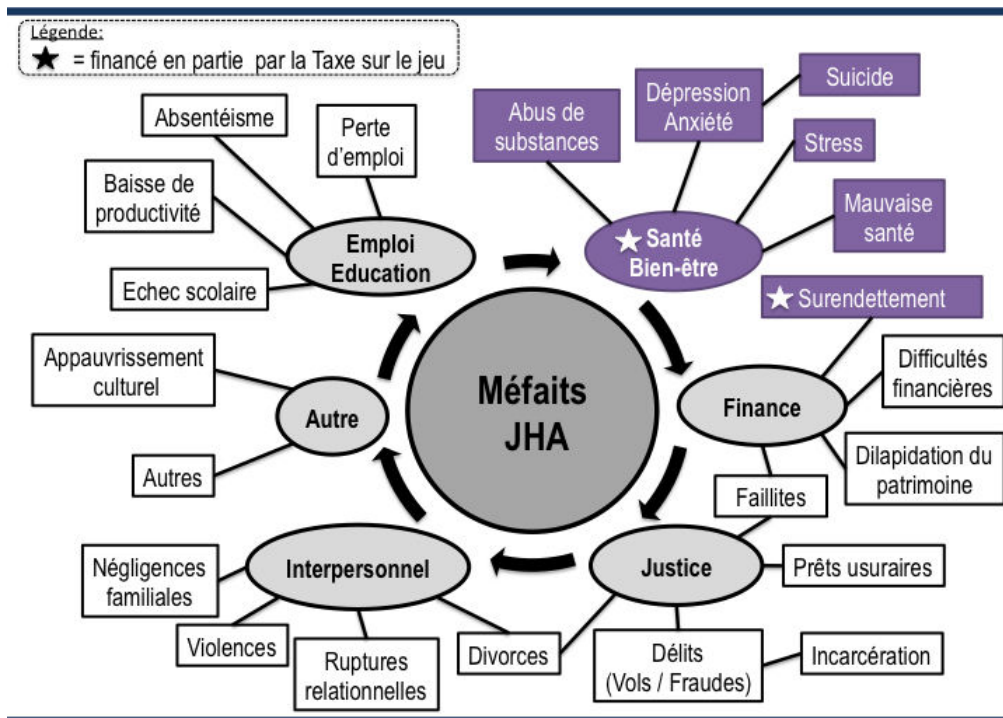 Légende:
★ = financé en partie par la Taxe sur le jeu
Absentéisme
Perte
d'emploi
Baisse de
productivité
Emploi
Education
Echec scolaire
Abus de
substances
Dépression
Anxiété
Suicide
Stress
Mauvaise
santé
★ Santé
Bien-être
★ Surendettement
Difficultés
financières
Finance
Dilapidation du
patrimoine
Faillites
Méfaits
JHA
Appauvrissement
culturel
Autre
Autres
Interpersonnel
Négligences
familiales
Violences
Ruptures
relationnelles
Divorces
Justice
Prêts usuraires
Délits
(Vols / Fraudes)
Incarcération